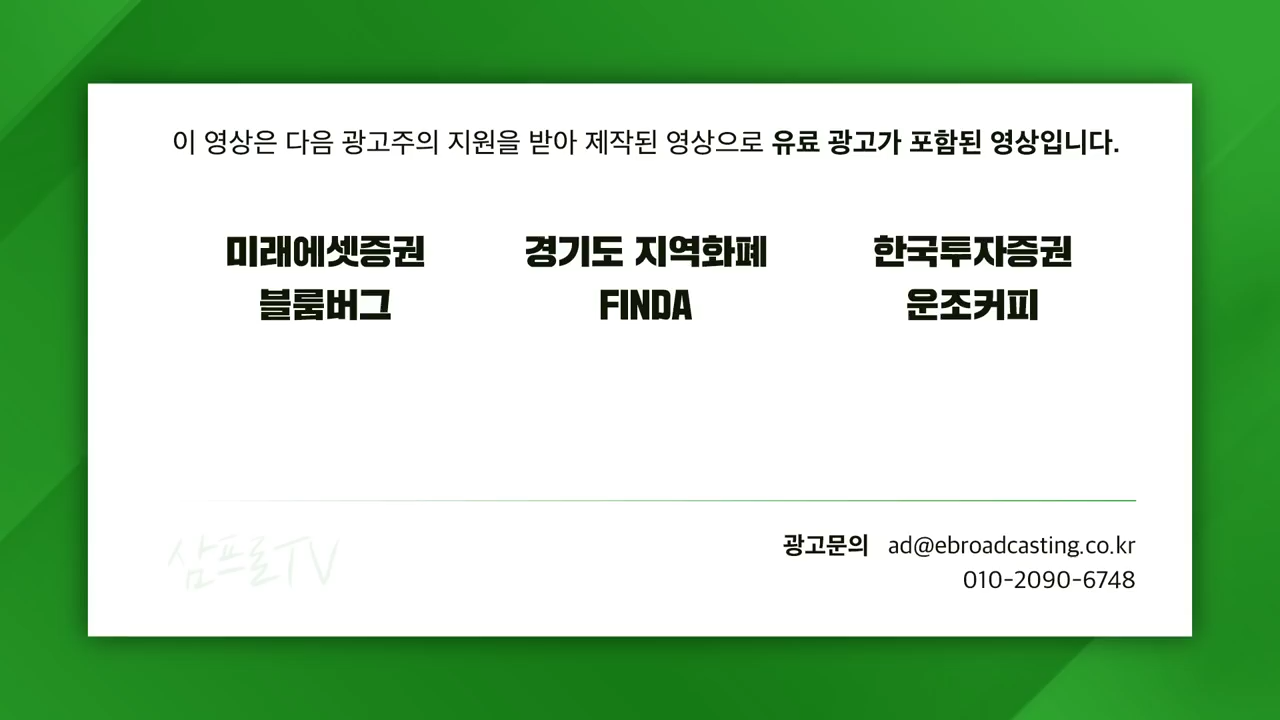 이 영상은 다음 광고주의 지원을 받아 제작된 영상으로 유료 광고가 포함된 영상입니다.
미래에셋증권 경기도 지역화폐 한국투자증권
블룸버그 FINDA 운조커피
삼프로TV
광고문의 ad@ebroadcasting.co.kr
010-2090-6748